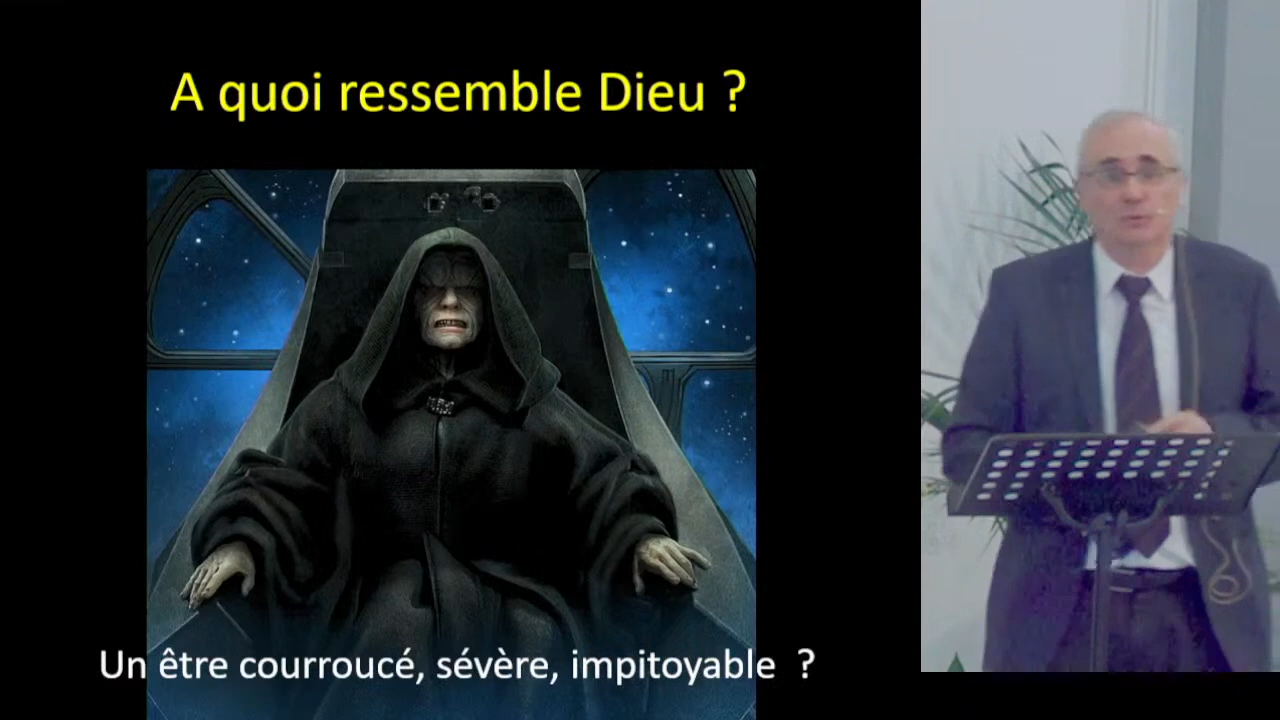 A quoi ressemble Dieu ?
Un être courroucé, sévère, impitoyable ?